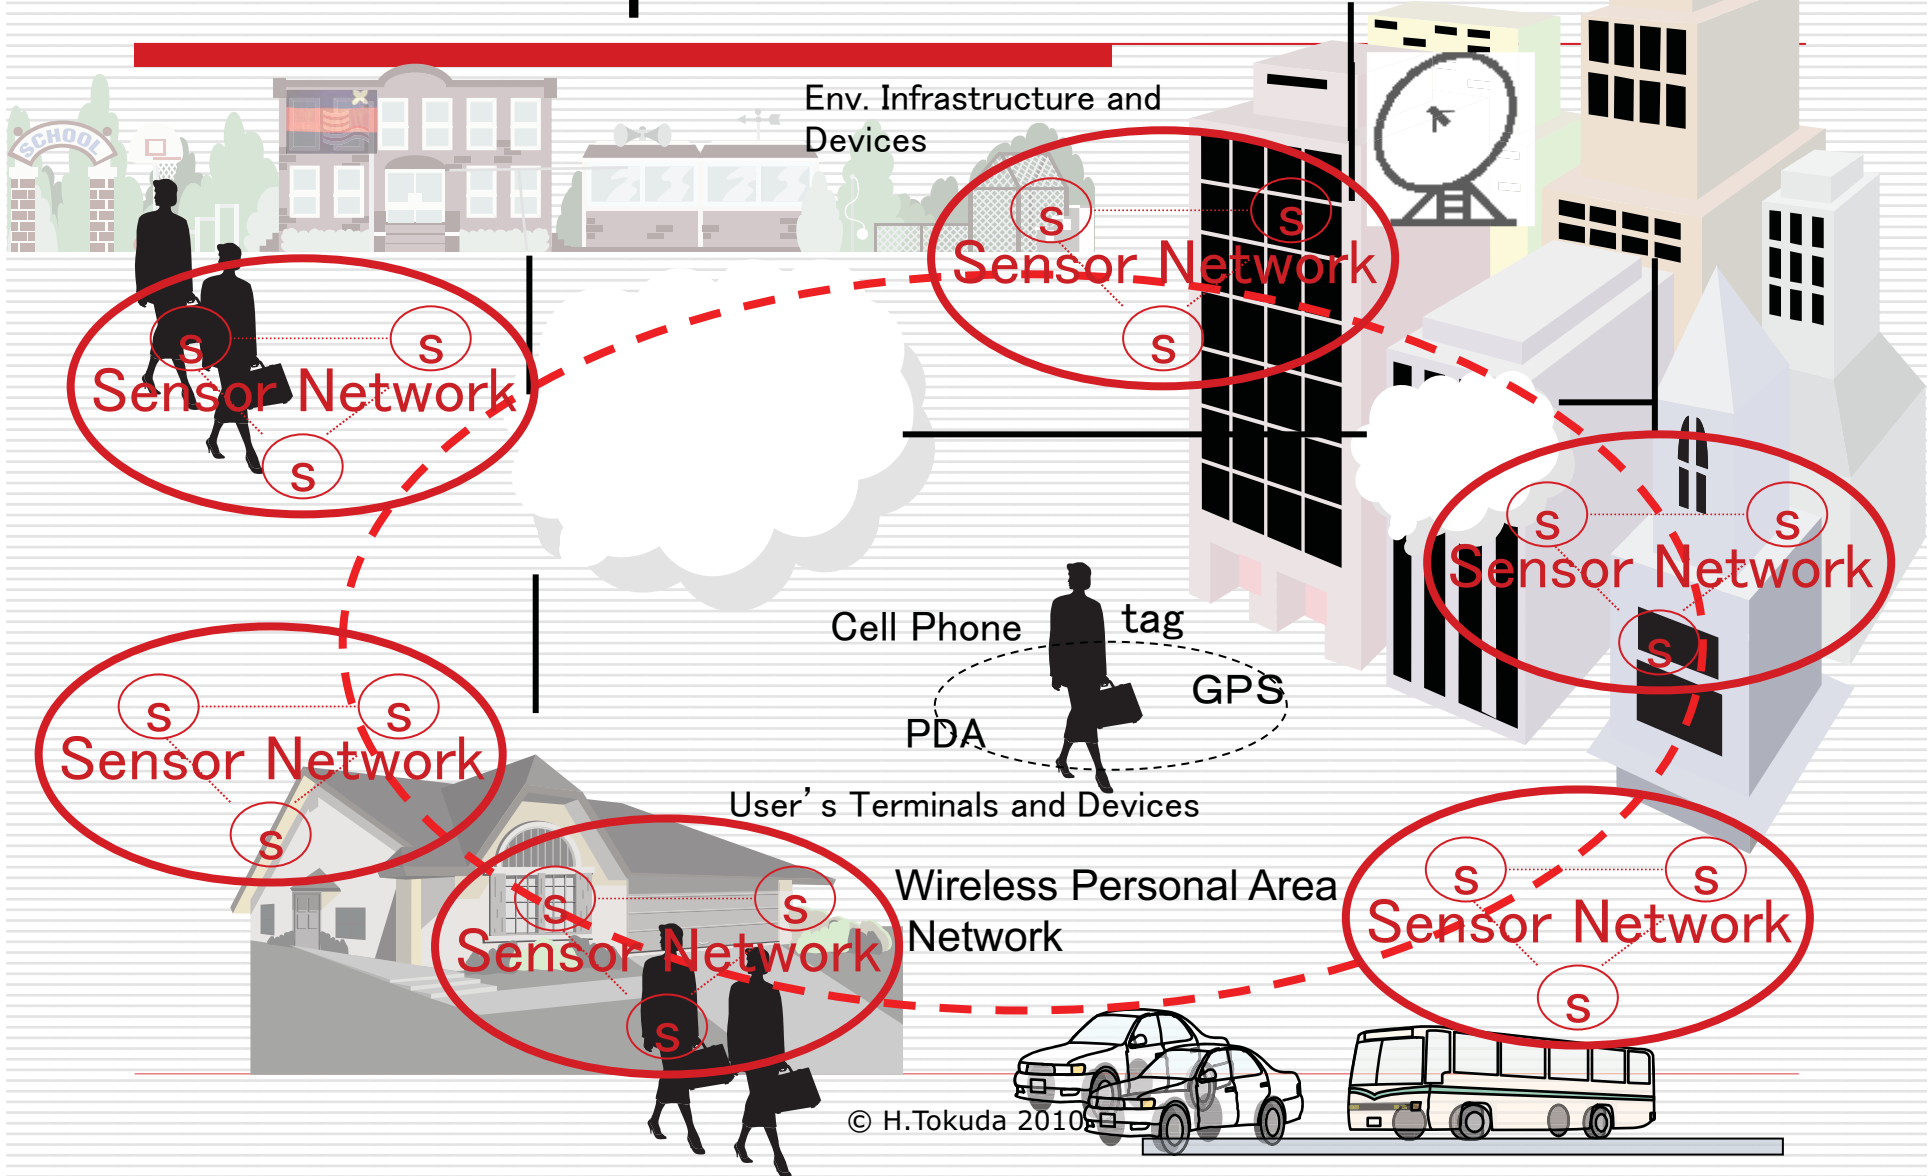 Env. Infrastructure and
Devices
SCHOOL
s
s
Sensor Network
s
s
s
Sensor Network
s
s
s
Sensor Network
s
Cell Phone
tag
GPS
PDA
User's Terminals and Devices
s
s
Sensor Network
s
Wireless Personal Area
Network
s
s
Sensor Network
s
s
s
Sensor Network
s
© H.Tokuda 2010